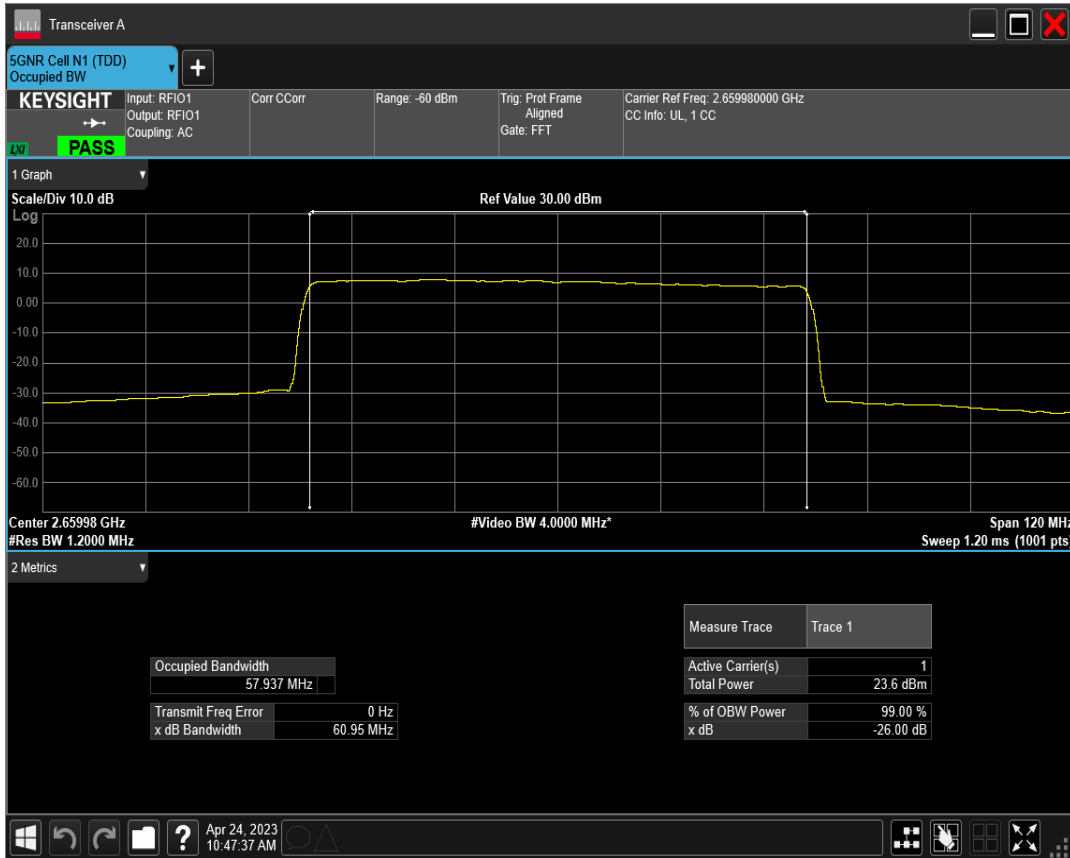 Transceiver A
5GNR Cell N1 (TDD)
Occupied BW
+
KEYSIGHT
LXI
PASS
Input: RFIO1
Output: RFIO1
Coupling: AC
Corr CCorr
Range: -60 dBm
Trig: Prot Frame
Aligned
Gate: FFT
Carrier Ref Freq: 2.659980000 GHz
CC Info: UL, 1 CC
1 Graph
Scale/Div 10.0 dB
Ref Value 30.00 dBm
Log
20.0
10.0
0.00
-10.0
-20.0
-30.0
-40.0
-50.0
-60.0
Center 2.65998 GHz
#Video BW 4.0000 MHz*
Span 120 MHz
#Res BW 1.2000 MHz
Sweep 1.20 ms (1001 pts)
2 Metrics
Measure Trace Trace 1
Occupied Bandwidth
57.937 MHz
Active Carrier(s) 1
Total Power 23.6 dBm
Transmit Freq Error 0 Hz
x dB Bandwidth 60.95 MHz
% of OBW Power 99.00 %
x dB -26.00 dB
?
Apr 24, 2023
10:47:37 AM